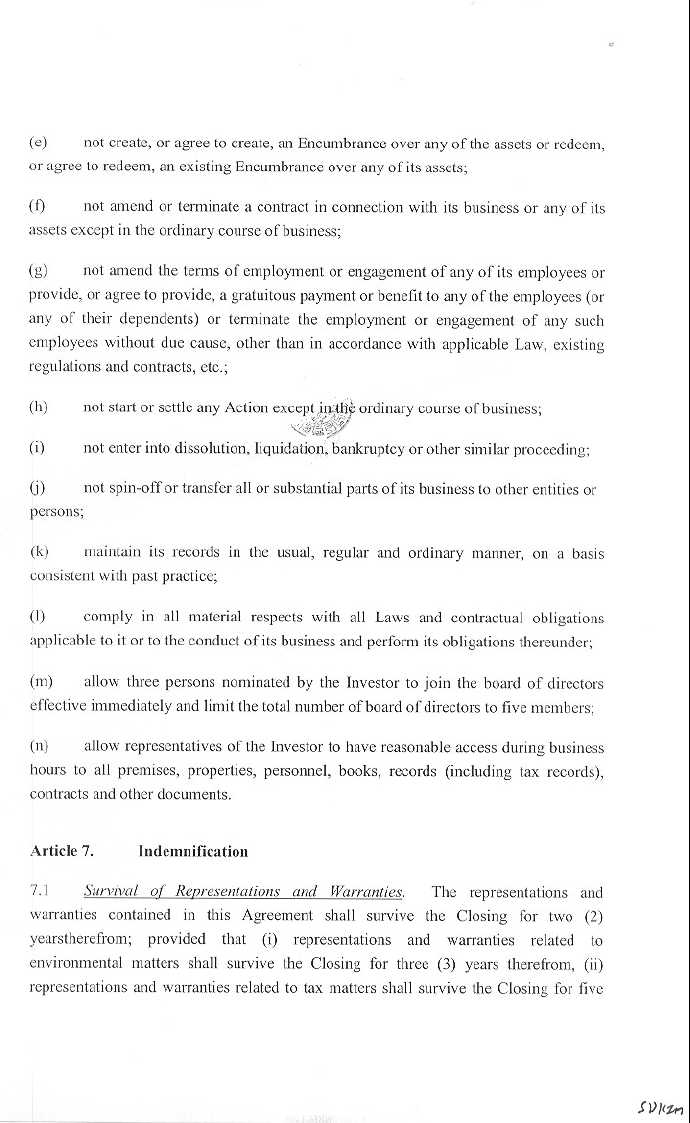 (e) not create, or agree to create, an Encumbrance over any of the assets or redeem,
or agree to redeem, an existing Encumbrance over any of its assets;
(f) not amend or terminate a contract in connection with its business or any of its
assets except in the ordinary course of business;
(g) not amend the terms of employment or engagement of any of its employees or
provide, or agree to provide, a gratuitous payment or benefit to any of the employees (or
any of their dependents) or terminate the employment or engagement of any such
employees without due cause, other than in accordance with applicable Law, existing
regulations and contracts, etc.;
(h) not start or settle any Action except in the ordinary course of business;
(i) not enter into dissolution, liquidation, bankruptcy or other similar proceeding;
(j) not spin-off or transfer all or substantial parts of its business to other entities or
persons;
(k) maintain its records in the usual, regular and ordinary manner, on a basis
consistent with past practice;
(l) comply in all material respects with all Laws and contractual obligations
applicable to it or to the conduct of its business and perform its obligations thereunder;
(m) allow three persons nominated by the Investor to join the board of directors
effective immediately and limit the total number of board of directors to five members;
(n) allow representatives of the Investor to have reasonable access during business
hours to all premises, properties, personnel, books, records (including tax records),
contracts and other documents.
Article 7. Indemnification
7.1 Survival of Representations and Warranties. The representations and
warranties contained in this Agreement shall survive the Closing for two (2)
yearstherefrom; provided that (i) representations and warranties related to
environmental matters shall survive the Closing for three (3) years therefrom, (ii)
representations and warranties related to tax matters shall survive the Closing for five